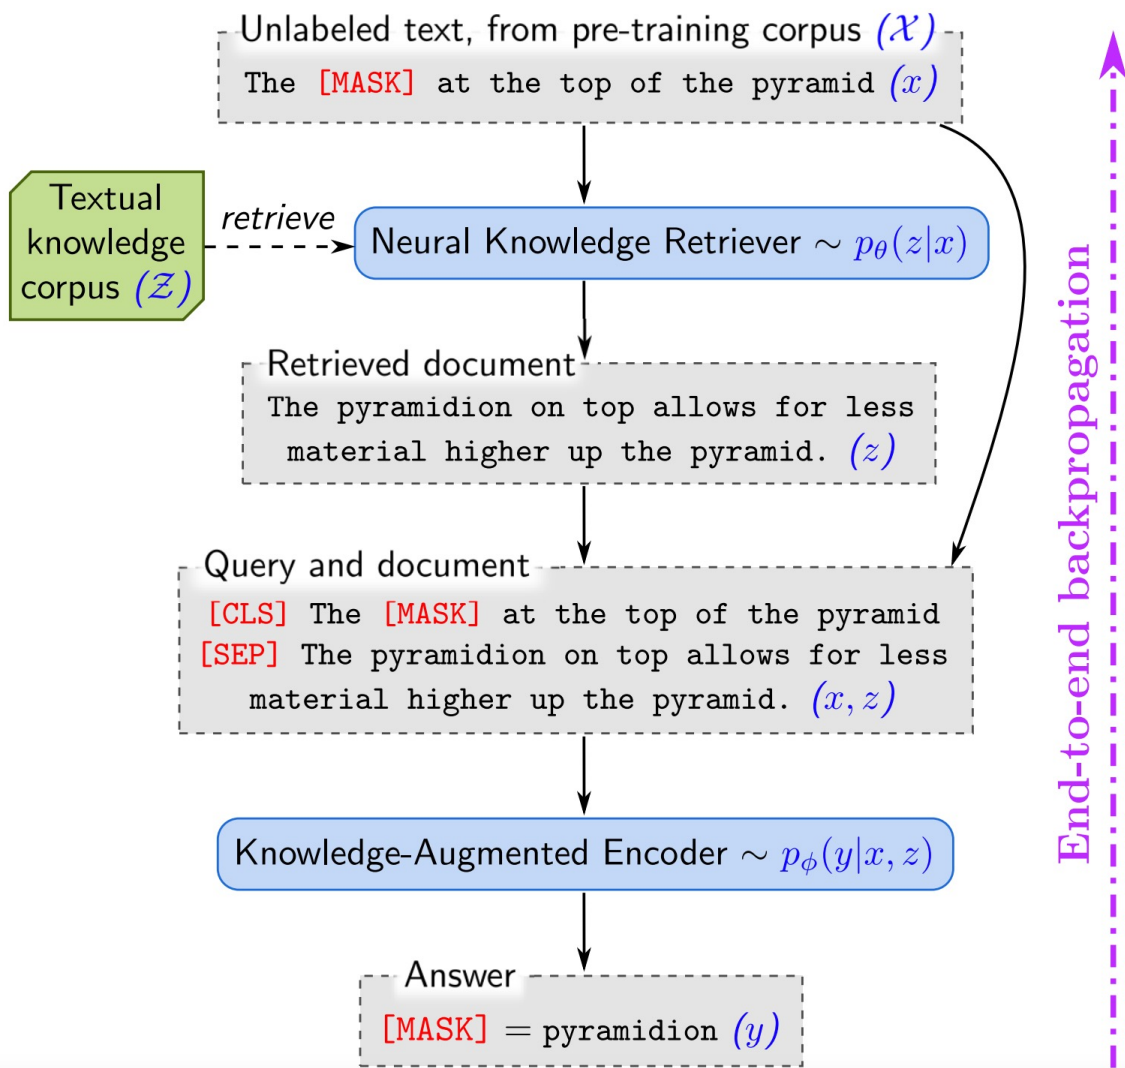 Unlabeled text, from pre-training corpus (𝒳)
The [MASK] at the top of the pyramid (x)
Textual
knowledge
corpus (𝒵)
retrieve
Neural Knowledge Retriever ∼ pθ(z|x)
Retrieved document
The pyramidion on top allows for less
material higher up the pyramid. (z)
Query and document
[CLS] The [MASK] at the top of the pyramid
[SEP] The pyramidion on top allows for less
material higher up the pyramid. (x, z)
Knowledge-Augmented Encoder ∼ pϕ(y|x, z)
Answer
[MASK] = pyramidion (y)
End-to-end backpropagation